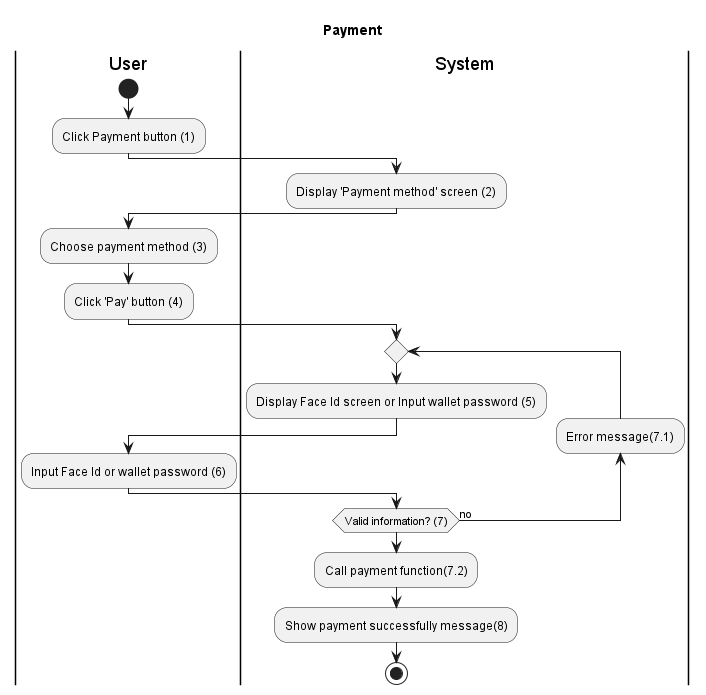 Payment
User
System
Click Payment button (1)
Display 'Payment method' screen (2)
Choose payment method (3)
Click 'Pay' button (4)
Display Face Id screen or Input wallet password (5)
Error message(7.1)
Input Face Id or wallet password (6)
no
Valid information? (7)
Call payment function(7.2)
Show payment successfully message(8)